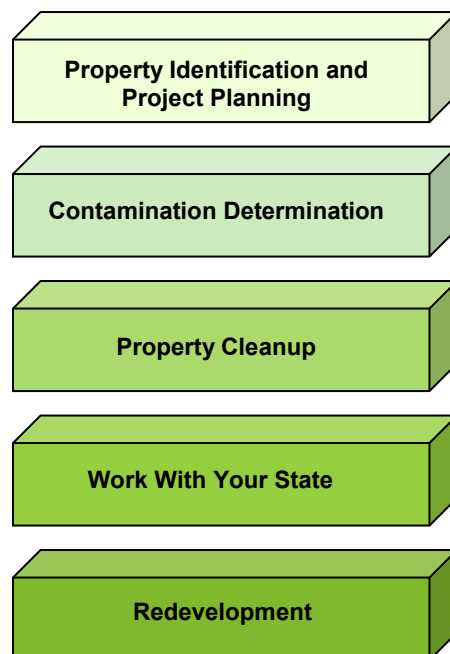 Property Identification and
Project Planning
Contamination Determination
Property Cleanup
Work With Your State
Redevelopment